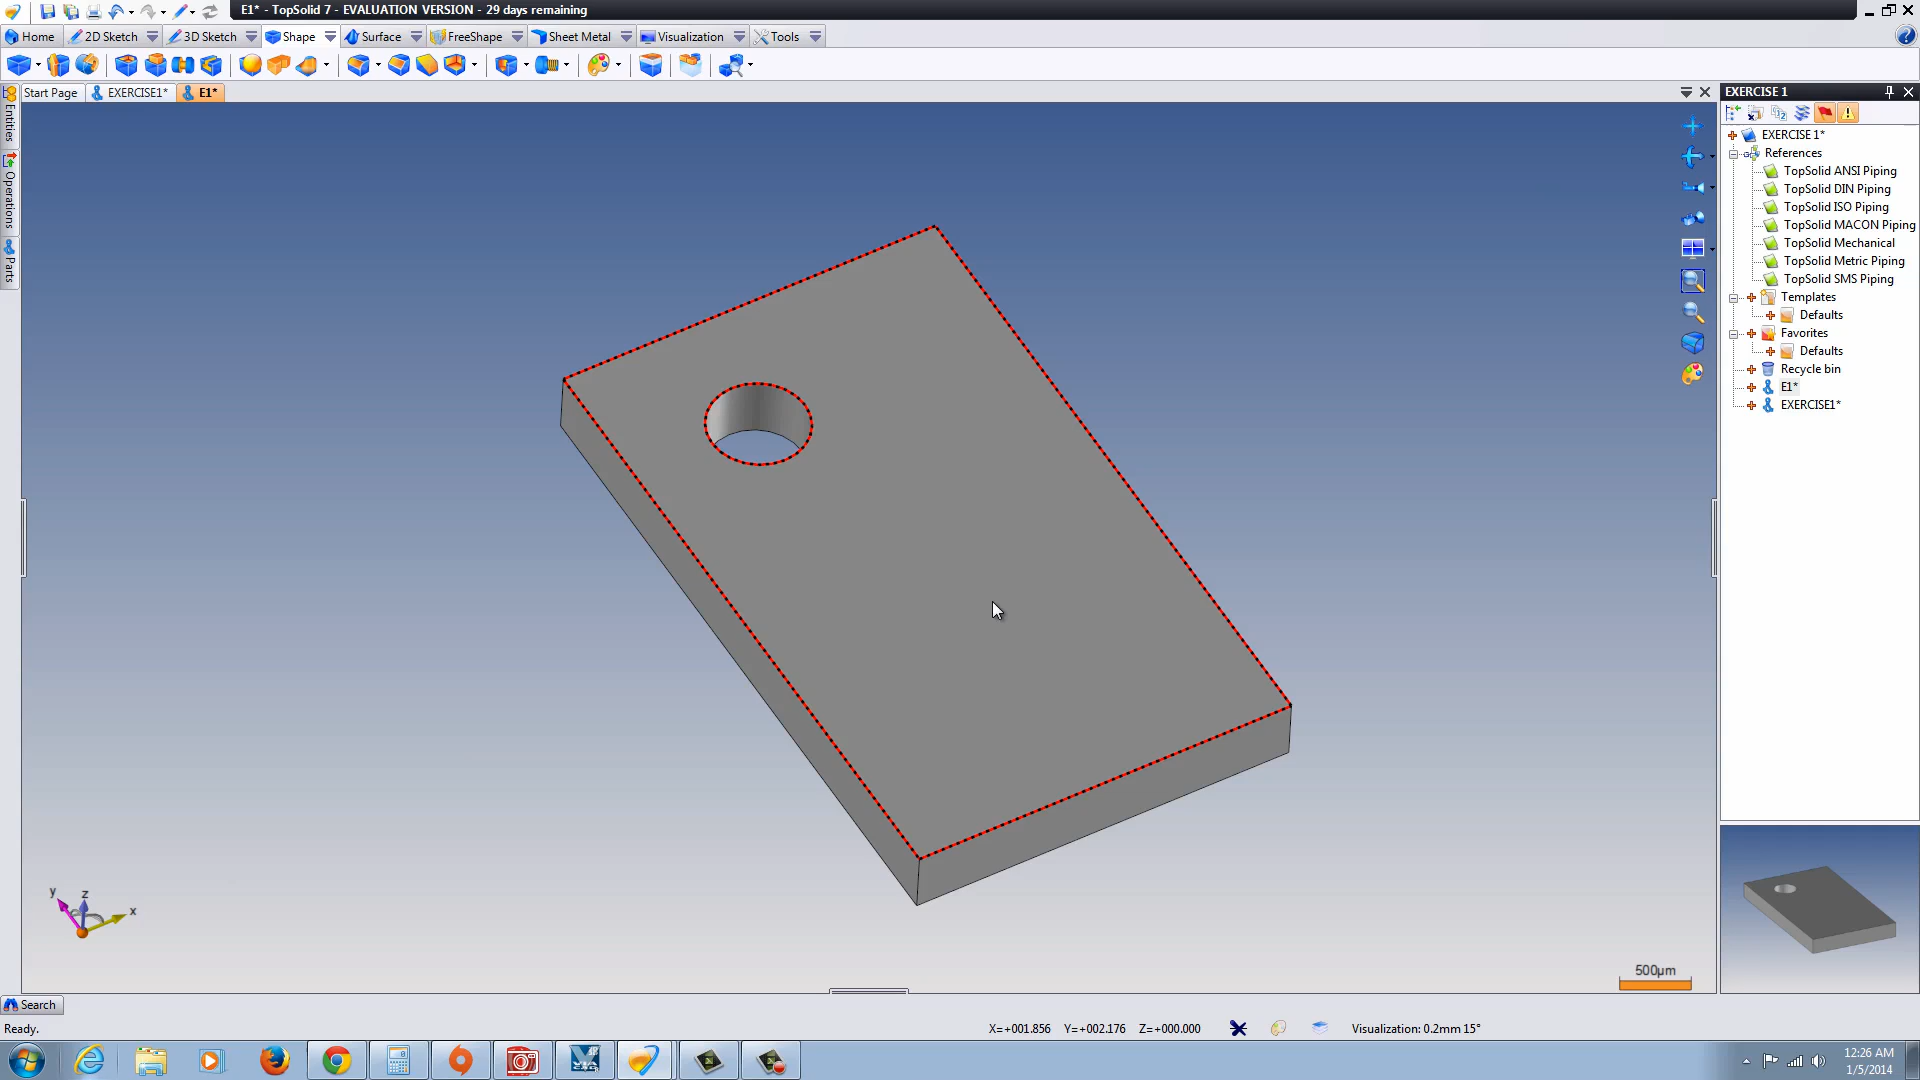 E1* - TopSolid 7 - EVALUATION VERSION - 29 days remaining
Home
2D Sketch
3D Sketch
Shape
Surface
FreeShape
Sheet Metal
Visualization
Tools
Start Page
EXERCISE1*
E1*
Entities
Operations
Parts
EXERCISE 1
EXERCISE 1*
References
TopSolid ANSI Piping
TopSolid DIN Piping
TopSolid ISO Piping
TopSolid MACON Piping
TopSolid Mechanical
TopSolid Metric Piping
TopSolid SMS Piping
Templates
Defaults
Favorites
Defaults
Recycle bin
E1*
EXERCISE1*
y
z
x
500µm
Search
Ready.
X=+001.856 Y=+002.176 Z=+000.000
Visualization: 0.2mm 15°
12:26 AM
1/5/2014